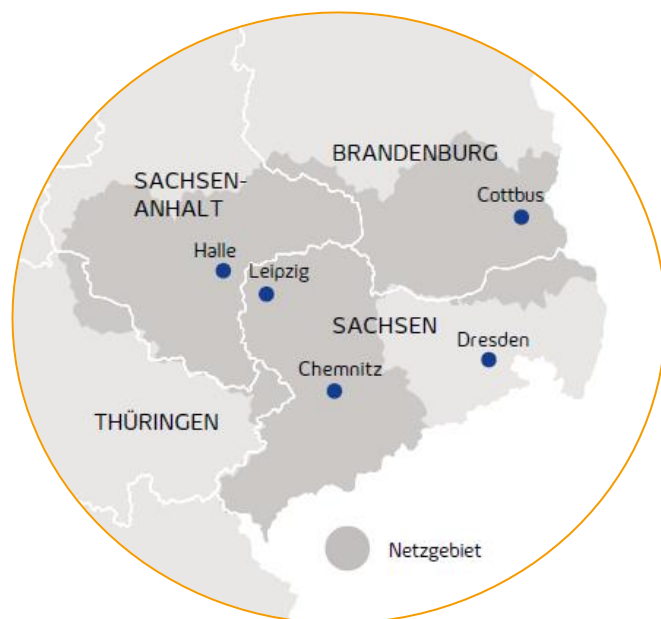 BRANDENBURG
SACHSEN-
ANHALT
Cottbus
Halle
Leipzig
SACHSEN
Dresden
Chemnitz
THÜRINGEN
Netzgebiet